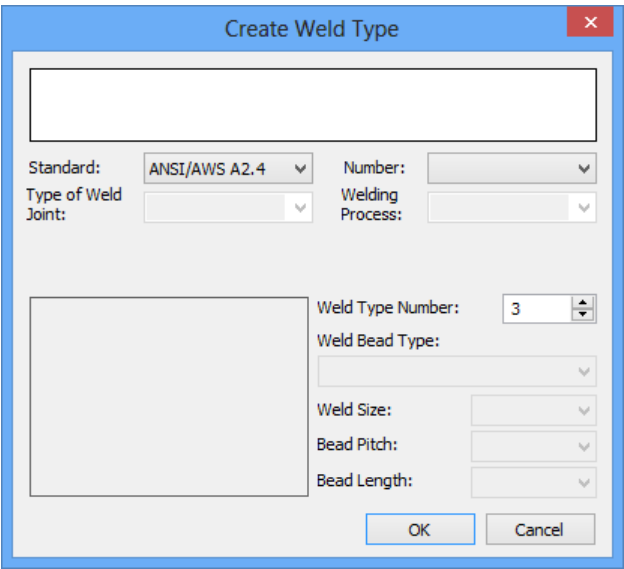 Create Weld Type
Standard: ANSI/AWS A2.4 Number:
Type of Weld Joint: Welding Process:
Weld Type Number: 3
Weld Bead Type:
Weld Size:
Bead Pitch:
Bead Length:
OK Cancel